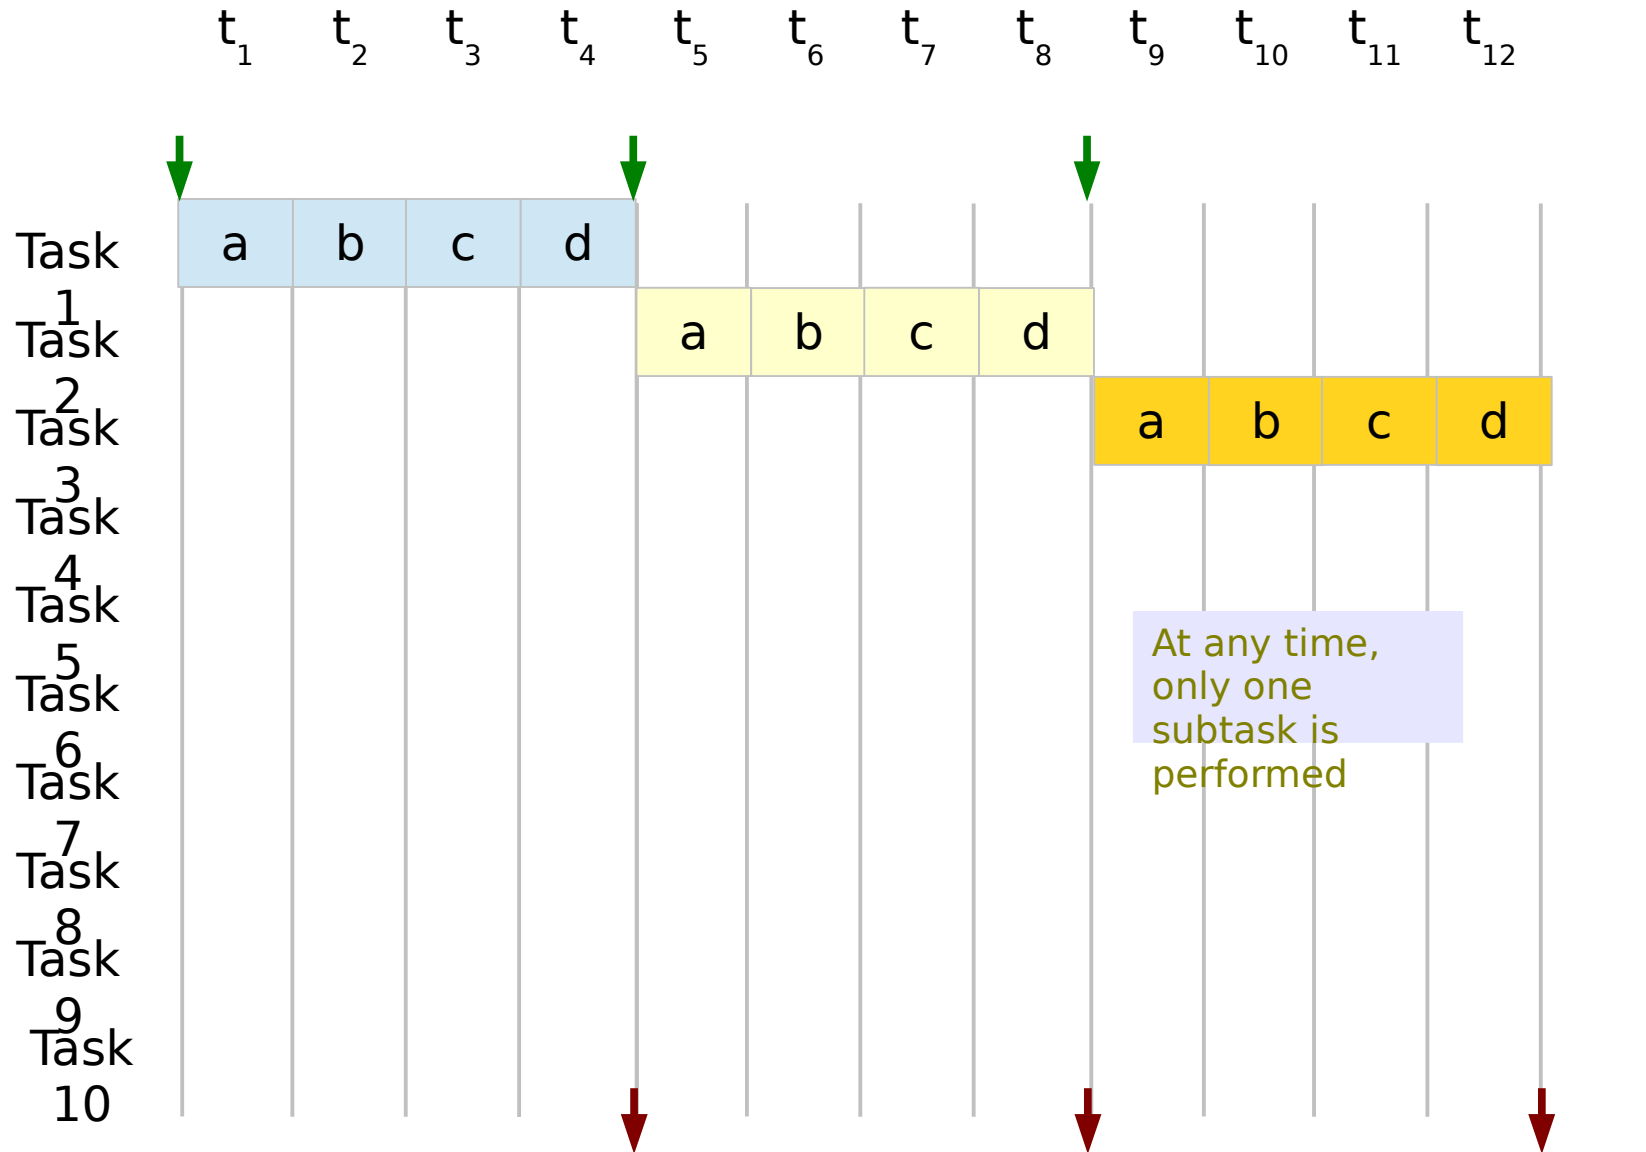 t1 t2 t3 t4 t5 t6 t7 t8 t9 t10 t11 t12
a b c d
Task
1
a b c d
Task
2
a b c d
Task
3
Task
4
Task
5
At any time,
only one
subtask is
performed
Task
6
Task
7
Task
8
Task
9
Task
10